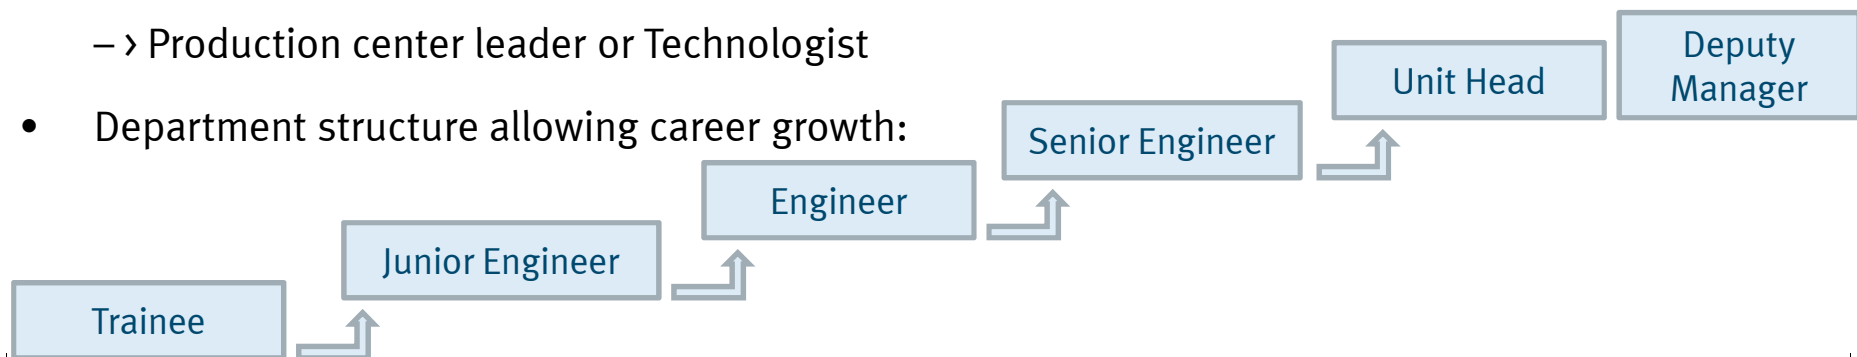 – › Production center leader or Technologist
• Department structure allowing career growth:
Deputy
Manager
Unit Head
Senior Engineer
Engineer
Junior Engineer
Trainee